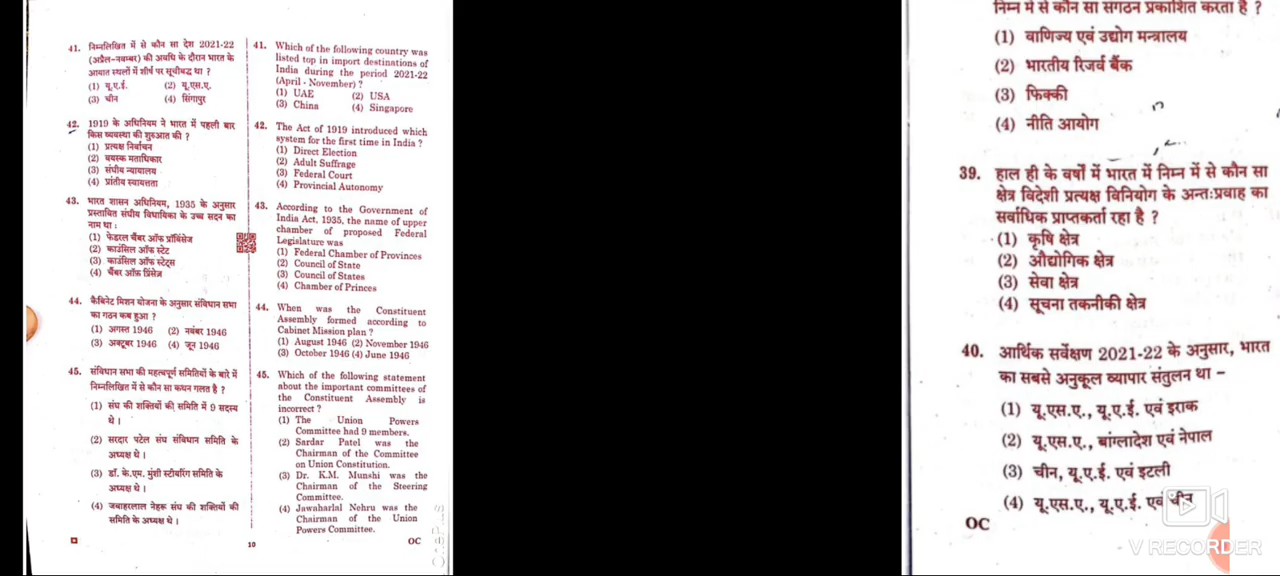 41. निम्नलिखित में से कौन सा देश 2021-22
(अप्रैल-नवम्बर) की अवधि के दौरान भारत के
आयात स्थलों में शीर्ष पर सूचीबद्ध था ?
(1) यू.ए.ई. (2) यू.एस.ए.
(3) चीन (4) सिंगापुर
42. 1919 के अधिनियम ने भारत में पहली बार
किस व्यवस्था की शुरुआत की ?
(1) प्रत्यक्ष निर्वाचन
(2) वयस्क मताधिकार
(3) संघीय न्यायालय
(4) प्रांतीय स्वायत्तता
43. भारत शासन अधिनियम, 1935 के अनुसार
प्रस्तावित संघीय विधायिका के उच्च सदन का
नाम था :
(1) फेडरल चैंबर ऑफ प्रॉविंसेज
(2) काउंसिल ऑफ स्टेट
(3) काउंसिल ऑफ स्टेट्स
(4) चैंबर ऑफ़ प्रिंसेज
44. कैबिनेट मिशन योजना के अनुसार संविधान सभा
का गठन कब हुआ ?
(1) अगस्त 1946 (2) नवंबर 1946
(3) अक्टूबर 1946 (4) जून 1946
45. संविधान सभा की महत्वपूर्ण समितियों के बारे में
निम्नलिखित में से कौन सा कथन गलत है ?
(1) संघ की शक्तियों की समिति में 9 सदस्य
थे ।
(2) सरदार पटेल संघ संविधान समिति के
अध्यक्ष थे ।
(3) डॉ. के.एम. मुंशी स्टीयरिंग समिति के
अध्यक्ष थे ।
(4) जवाहरलाल नेहरू संघ की शक्तियों की
समिति के अध्यक्ष थे ।
41. Which of the following country was
listed top in import destinations of
India during the period 2021-22
(April - November) ?
(1) UAE (2) USA
(3) China (4) Singapore
42. The Act of 1919 introduced which
system for the first time in India ?
(1) Direct Election
(2) Adult Suffrage
(3) Federal Court
(4) Provincial Autonomy
43. According to the Government of
India Act, 1935, the name of upper
chamber of proposed Federal
Legislature was
(1) Federal Chamber of Provinces
(2) Council of State
(3) Council of States
(4) Chamber of Princes
44. When was the Constituent
Assembly formed according to
Cabinet Mission plan ?
(1) August 1946 (2) November 1946
(3) October 1946 (4) June 1946
45. Which of the following statement
about the important committees of
the Constituent Assembly is
incorrect ?
(1) The Union Powers
Committee had 9 members.
(2) Sardar Patel was the
Chairman of the Committee
on Union Constitution.
(3) Dr. K.M. Munshi was the
Chairman of the Steering
Committee.
(4) Jawaharlal Nehru was the
Chairman of the Union
Powers Committee.
10
OC
निम्न में से कौन सा संगठन प्रकाशित करता है ?
(1) वाणिज्य एवं उद्योग मन्त्रालय
(2) भारतीय रिजर्व बैंक
(3) फिक्की
(4) नीति आयोग
39. हाल ही के वर्षों में भारत में निम्न में से कौन सा
क्षेत्र विदेशी प्रत्यक्ष विनियोग के अन्तःप्रवाह का
सर्वाधिक प्राप्तकर्ता रहा है ?
(1) कृषि क्षेत्र
(2) औद्योगिक क्षेत्र
(3) सेवा क्षेत्र
(4) सूचना तकनीकी क्षेत्र
40. आर्थिक सर्वेक्षण 2021-22 के अनुसार, भारत
का सबसे अनुकूल व्यापार संतुलन था -
(1) यू.एस.ए., यू.ए.ई. एवं इराक
(2) यू.एस.ए., बांग्लादेश एवं नेपाल
(3) चीन, यू.ए.ई. एवं इटली
(4) यू.एस.ए., यू.ए.ई. एवं चीन
OC
V RECORDER